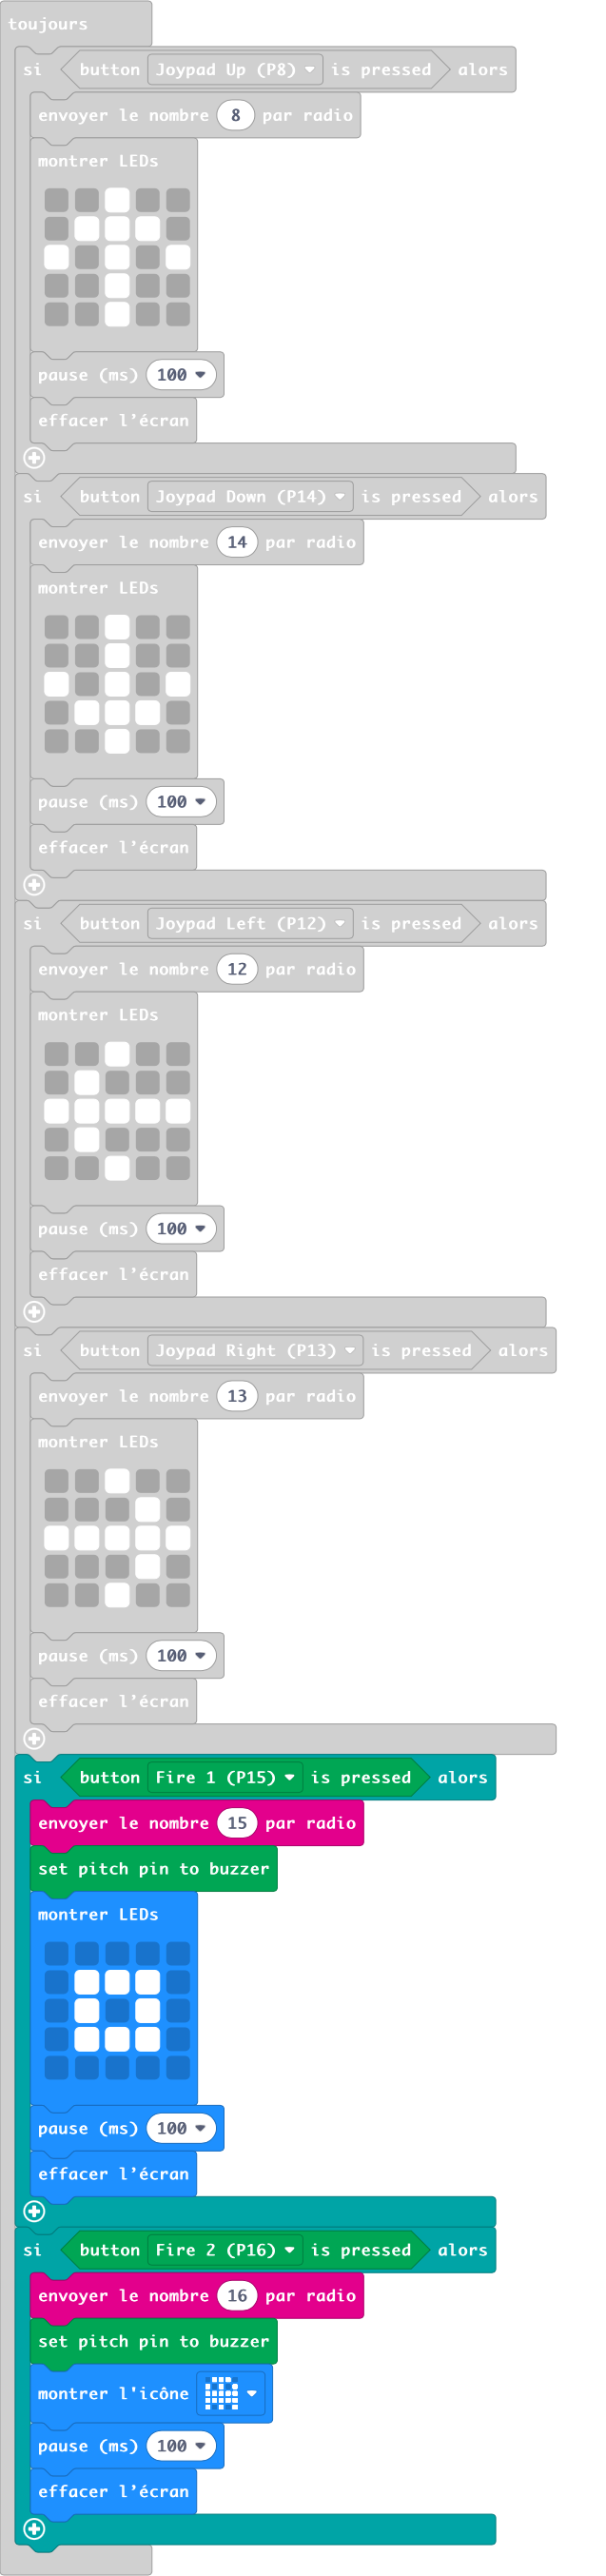 toujours
si button Joypad Up (P8) is pressed alors
envoyer le nombre 8 par radio
montrer LEDs
pause (ms) 100
effacer l’écran
si button Joypad Down (P14) is pressed alors
envoyer le nombre 14 par radio
montrer LEDs
pause (ms) 100
effacer l’écran
si button Joypad Left (P12) is pressed alors
envoyer le nombre 12 par radio
montrer LEDs
pause (ms) 100
effacer l’écran
si button Joypad Right (P13) is pressed alors
envoyer le nombre 13 par radio
montrer LEDs
pause (ms) 100
effacer l’écran
si button Fire 1 (P15) is pressed alors
envoyer le nombre 15 par radio
set pitch pin to buzzer
montrer LEDs
pause (ms) 100
effacer l’écran
si button Fire 2 (P16) is pressed alors
envoyer le nombre 16 par radio
set pitch pin to buzzer
montrer l'icône
pause (ms) 100
effacer l’écran